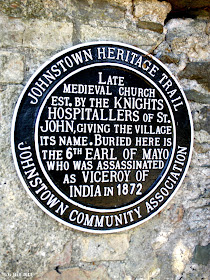 JOHNSTOWN HERITAGE TRAIL
LATE
MEDIEVAL CHURCH
EST. BY THE KNIGHTS
HOSPITALLERS OF ST.
JOHN, GIVING THE VILLAGE
ITS NAME. BURIED HERE IS
THE 6TH EARL OF MAYO
WHO WAS ASSASSINATED
AS VICEROY OF
INDIA IN 1872
JOHNSTOWN COMMUNITY ASSOCIATION